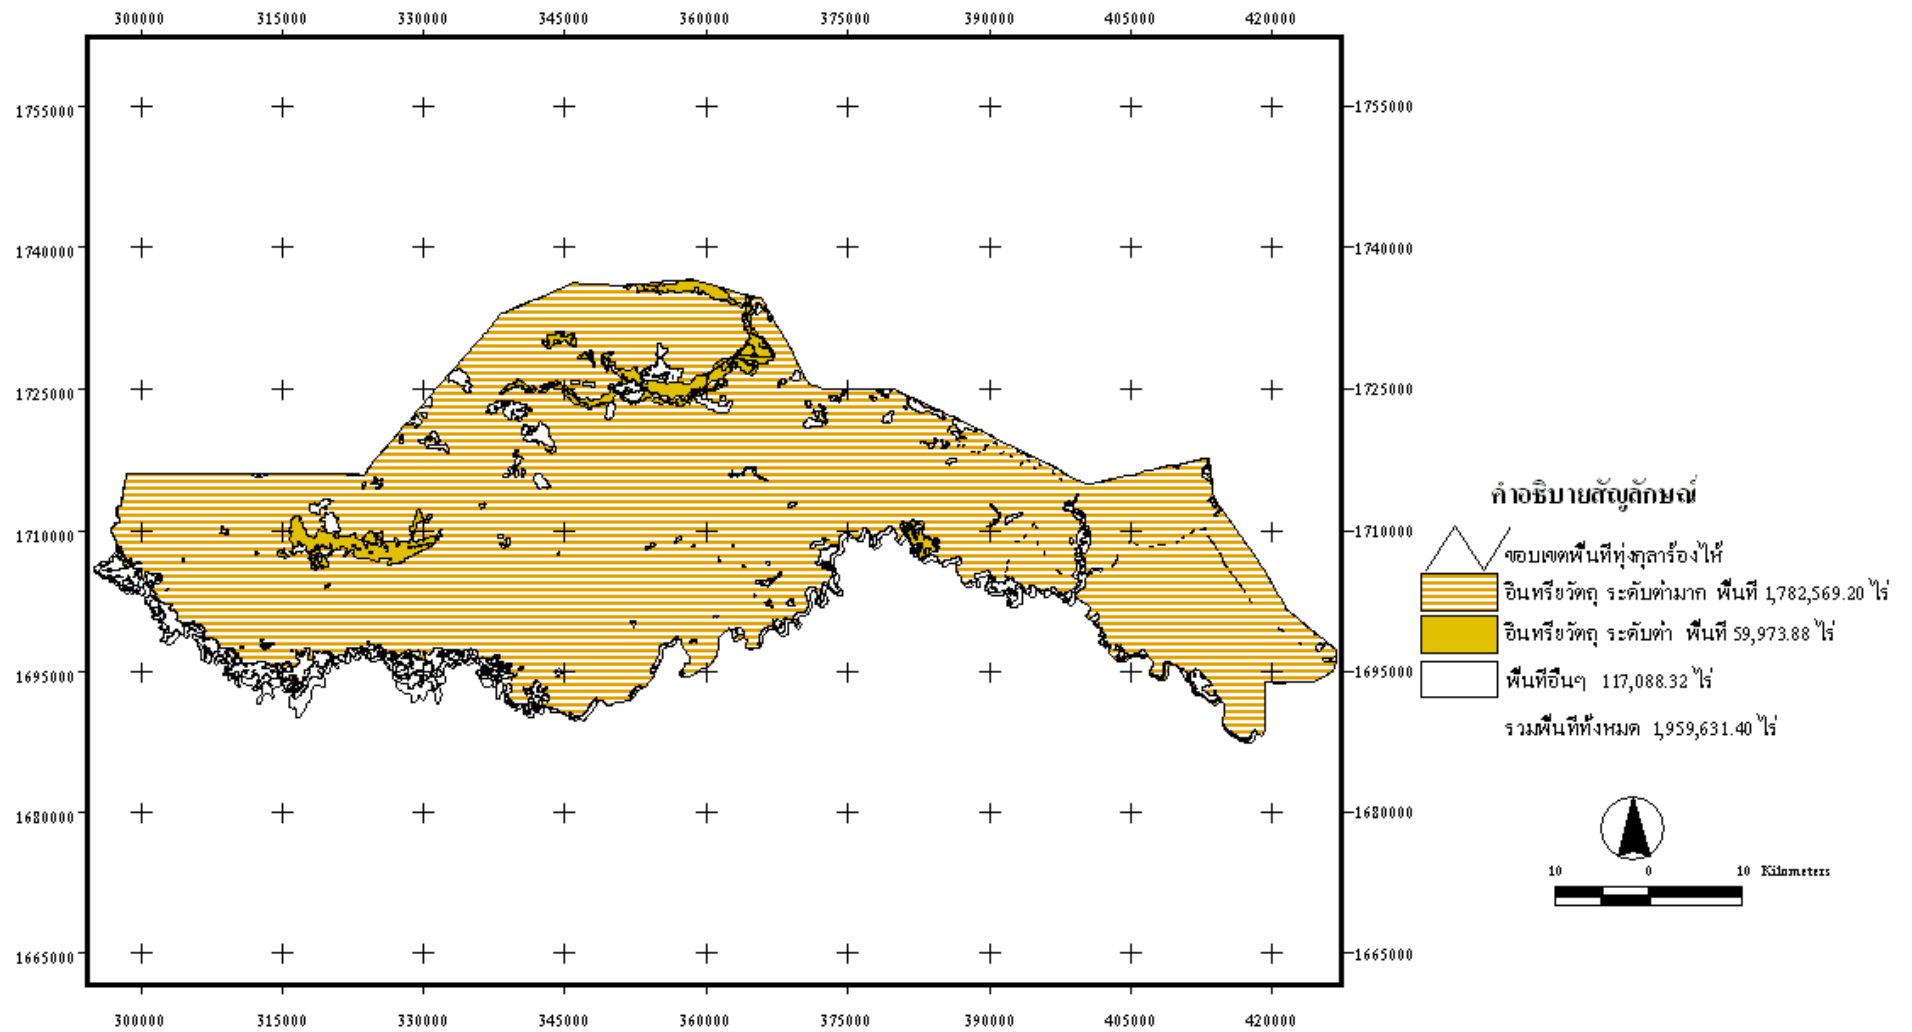 300000 315000 330000 345000 360000 375000 390000 405000 420000
1755000 1755000
1740000 1740000
1725000 1725000
1710000 1710000
1695000 1695000
1680000 1680000
1665000 1665000
300000 315000 330000 345000 360000 375000 390000 405000 420000
คำอธิบายสัญลักษณ์
ขอบเขตพื้นที่ทุ่งกุลาร้องไห้
อินทรียวัตถุ ระดับต่ำมาก พื้นที่ 1,782,569.20 ไร่
อินทรียวัตถุ ระดับต่ำ พื้นที่ 59,973.88 ไร่
พื้นที่อื่นๆ 117,088.32 ไร่
รวมพื้นที่ทั้งหมด 1,959,631.40 ไร่
10 0 10 Kilometers